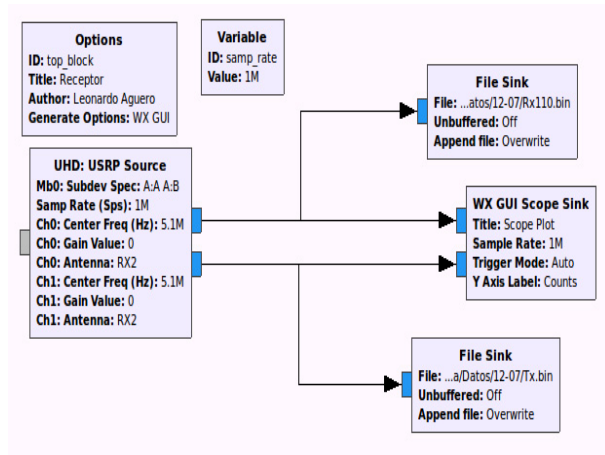 Options
ID: top_block
Title: Receptor
Author: Leonardo Aguero
Generate Options: WX GUI
Variable
ID: samp_rate
Value: 1M
File Sink
File: ...atos/12-07/Rx110.bin
Unbuffered: Off
Append file: Overwrite
UHD: USRP Source
Mb0: Subdev Spec: A:A A:B
Samp Rate (Sps): 1M
Ch0: Center Freq (Hz): 5.1M
Ch0: Gain Value: 0
Ch0: Antenna: RX2
Ch1: Center Freq (Hz): 5.1M
Ch1: Gain Value: 0
Ch1: Antenna: RX2
WX GUI Scope Sink
Title: Scope Plot
Sample Rate: 1M
Trigger Mode: Auto
Y Axis Label: Counts
File Sink
File: ...a/Datos/12-07/Tx.bin
Unbuffered: Off
Append file: Overwrite